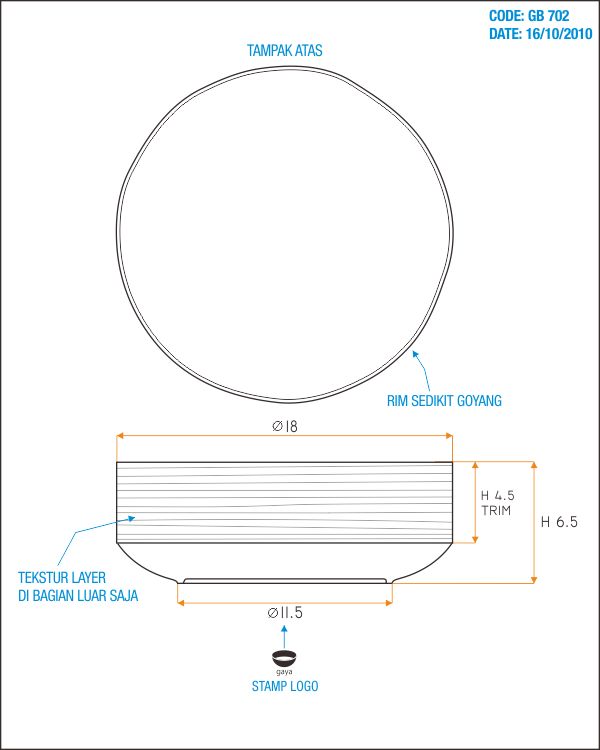 CODE: GB 702
DATE: 16/10/2010
TAMPAK ATAS
RIM SEDIKIT GOYANG
Ø18
H 4.5
TRIM
H 6.5
TEKSTUR LAYER
DI BAGIAN LUAR SAJA
Ø11.5
gaya
STAMP LOGO